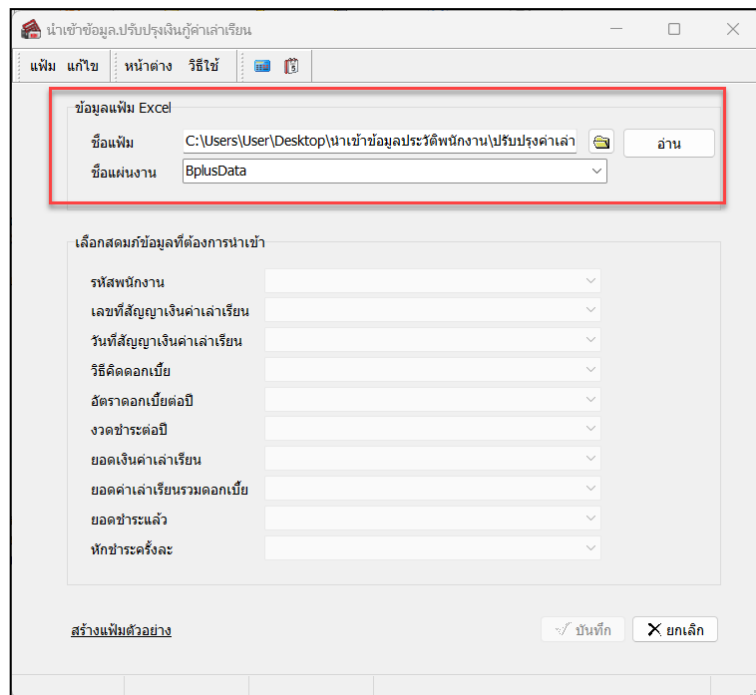 นำเข้าข้อมูล.ปรับปรุงเงินกู้ค่าเล่าเรียน
แฟ้ม แก้ไข หน้าต่าง วิธีใช้
ข้อมูลแฟ้ม Excel
ชื่อแฟ้ม C:\Users\User\Desktop\นำเข้าข้อมูลประวัติพนักงาน\ปรับปรุงค่าเล่า อ่าน
ชื่อแผ่นงาน BplusData
เลือกสดมภ์ข้อมูลที่ต้องการนำเข้า
รหัสพนักงาน
เลขที่สัญญาเงินค่าเล่าเรียน
วันที่สัญญาเงินค่าเล่าเรียน
วิธีคิดดอกเบี้ย
อัตราดอกเบี้ยต่อปี
งวดชำระต่อปี
ยอดเงินค่าเล่าเรียน
ยอดค่าเล่าเรียนรวมดอกเบี้ย
ยอดชำระแล้ว
หักชำระครั้งละ
สร้างแฟ้มตัวอย่าง บันทึก ยกเลิก